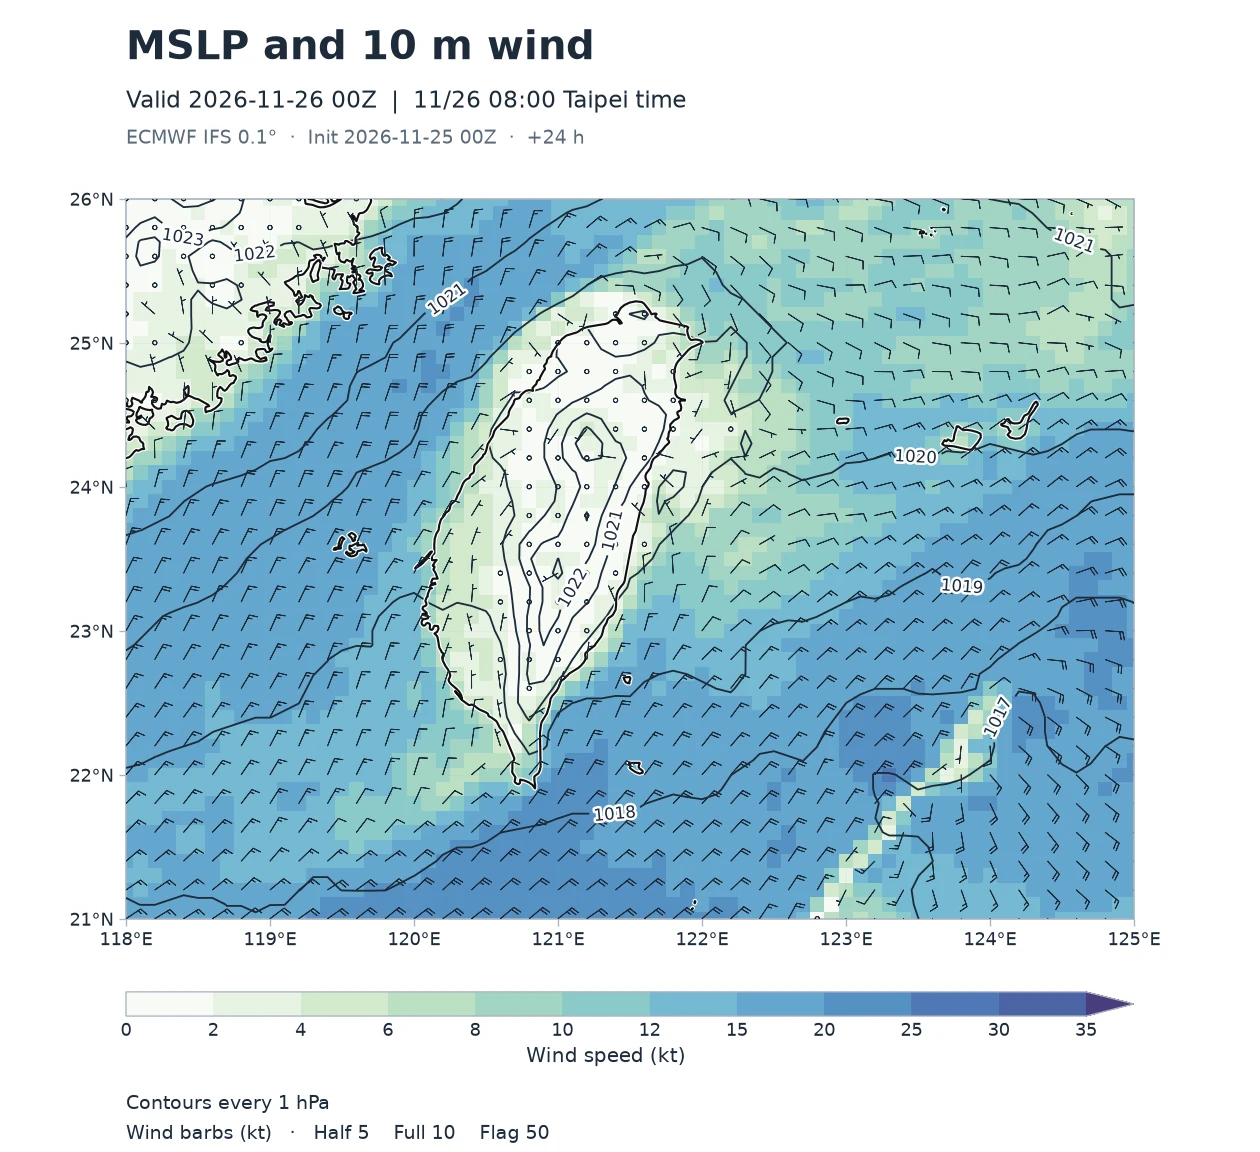 MSLP and 10 m wind
Valid 2026-11-26 00Z | 11/26 08:00 Taipei time
ECMWF IFS 0.1° · Init 2026-11-25 00Z · +24 h
26°N
1023
1022
1021
1021
25°N
1020
24°N
1021
1022
1019
23°N
1017
22°N
1018
21°N
118°E 119°E 120°E 121°E 122°E 123°E 124°E 125°E
0 2 4 6 8 10 12 15 20 25 30 35
Wind speed (kt)
Contours every 1 hPa
Wind barbs (kt) · Half 5 Full 10 Flag 50